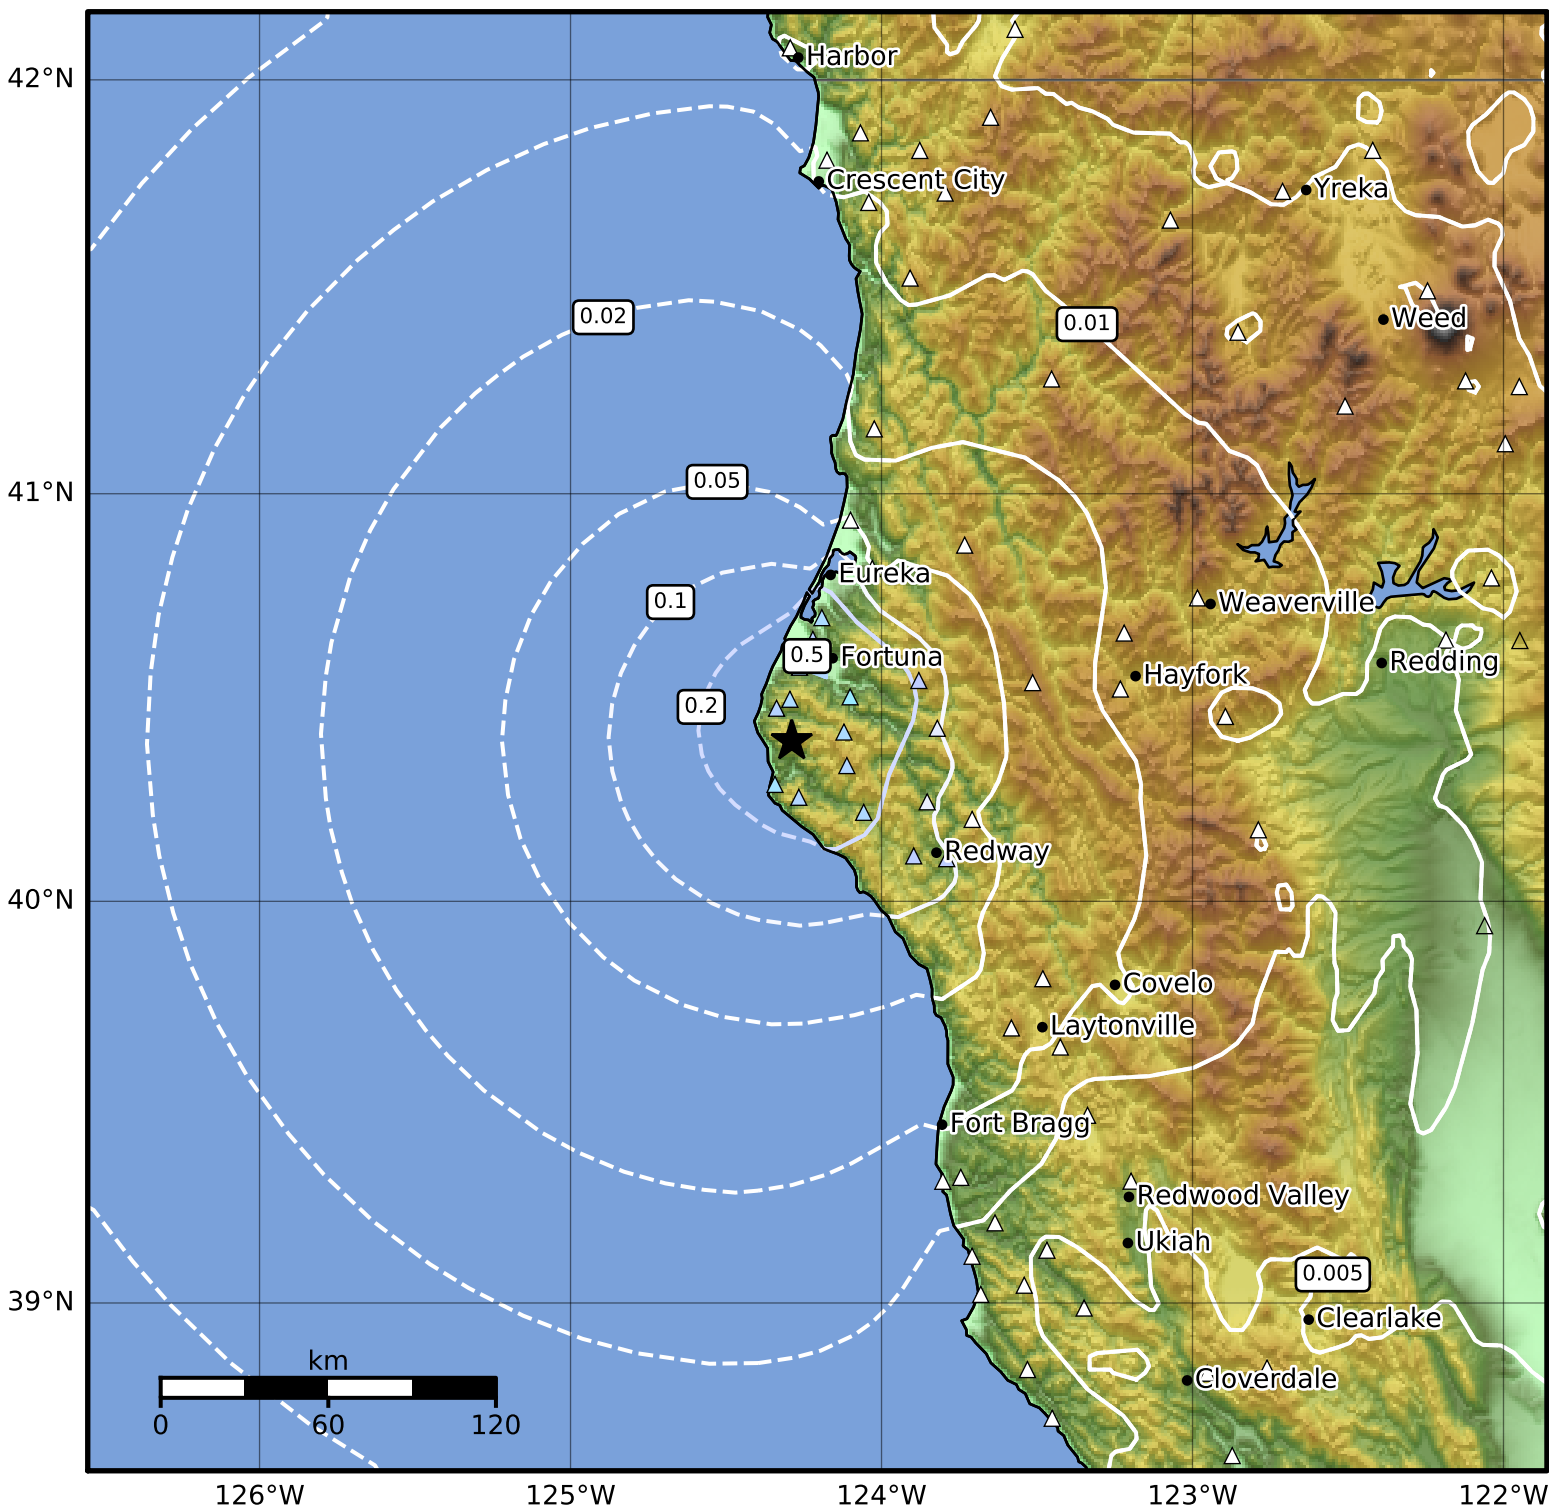 Harbor
42°N
Crescent City
Yreka
0.02
0.01
Weed
0.05
41°N
Eureka
0.1
Weaverville
0.5
Fortuna
Redding
Hayfork
0.2
Redway
40°N
Covelo
Laytonville
Fort Bragg
Redwood Valley
Ukiah
0.005
39°N
Clearlake
km
Cloverdale
0
60
120
126°W
125°W
124°W
123°W
122°W